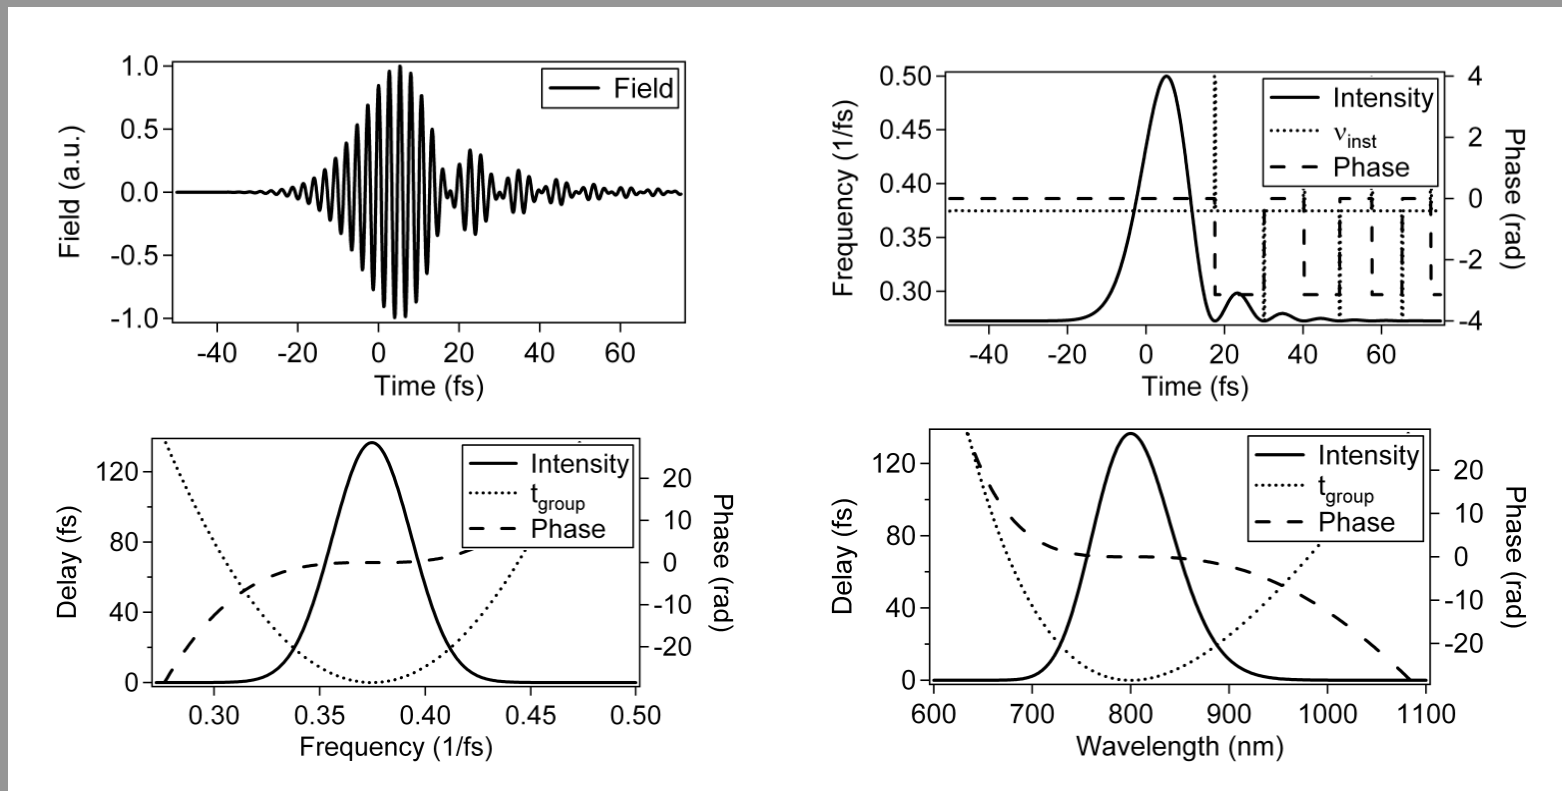 1.0
0.5
0.0
-0.5
-1.0
Field (a.u.)
Field
-40 -20 0 20 40 60
Time (fs)
0.50
0.45
0.40
0.35
0.30
Frequency (1/fs)
Intensity
νinst
Phase
4
2
0
-2
-4
Phase (rad)
-40 -20 0 20 40 60
Time (fs)
120
80
40
0
Delay (fs)
Intensity
tgroup
Phase
20
10
0
-10
-20
Phase (rad)
0.30 0.35 0.40 0.45 0.50
Frequency (1/fs)
120
80
40
0
Delay (fs)
Intensity
tgroup
Phase
20
10
0
-10
-20
Phase (rad)
600 700 800 900 1000 1100
Wavelength (nm)